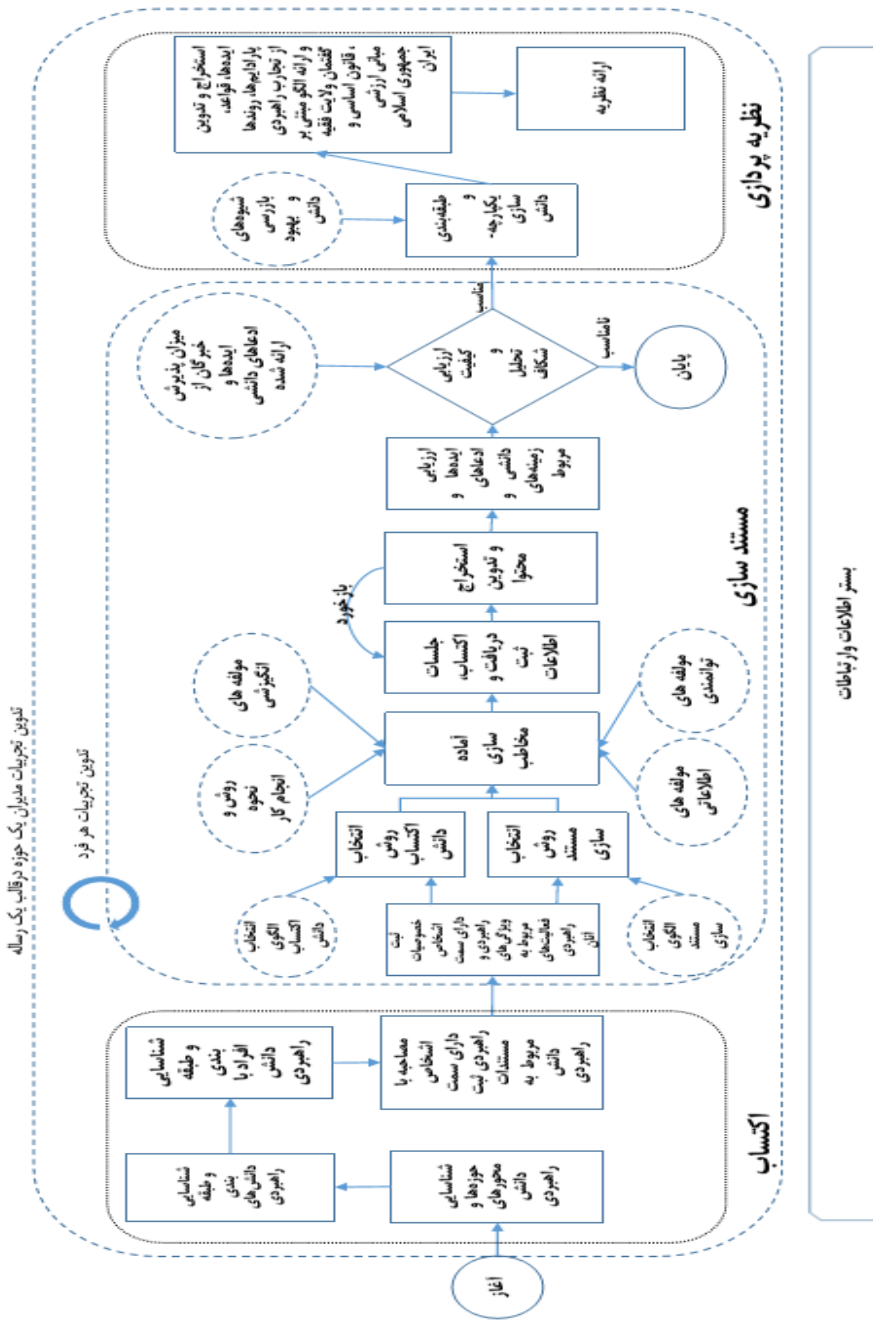 تدوین تجربیات مدیران یک حوزه درقالب یک رساله
تدوین تجربیات هر فرد
آغاز
اکتساب
شناسایی
حوزه‌ها و
محورهای
دانش
راهبردی
شناسایی
و طبقه
بندی
دانش‌های
راهبردی
شناسایی
و طبقه
بندی
افراد با
دانش
راهبردی
مصاحبه با
اشخاص
دارای سمت
راهبردی ثبت
مستندات
مربوط به
دانش
راهبردی
مستند سازی
ثبت
خصوصیات
اشخاص
دارای سمت
راهبردی و
ویژگی‌های
مربوط به
فعالیت‌های
راهبردی
آنان
انتخاب
الگوی
اکتساب
دانش
انتخاب
الگوی
مستند
سازی
انتخاب
روش
اکتساب
دانش
انتخاب
روش
مستند
سازی
روش و
نحوه
انجام کار
مولفه های
انگیزشی
مولفه های
اطلاعاتی
مولفه های
توانمندی
آماده
سازی
مخاطب
جلسات
اکتساب،
دریافت و
ثبت
اطلاعات
بازخورد
استخراج
و تدوین
محتوا
ارزیابی
ایده‌ها و
ادعاهای
دانشی و
زمینه‌های
مربوط
میزان پذیرش
خبرگان از
ایده‌ها و
ادعاهای دانشی
ارائه شده
ارزیابی
کیفیت
و
تحلیل
شکاف
مناسب
نامناسب
پایان
نظریه پردازی
شیوه‌های
بازرسی
و بهبود
دانش
یکپارچه-
سازی
و
طبقه‌بندی
دانش
استخراج و تدوین
ایده‌ها، قواعد،
پارادایم‌ها، روندها
و ارائه الگو مبتنی بر
از تجارب راهبردی
گفتمان ولایت فقیه
، قانون اساسی و
مبانی ارزشی
جمهوری اسلامی
ایران
ارائه نظریه
بستر اطلاعات وارتباطات